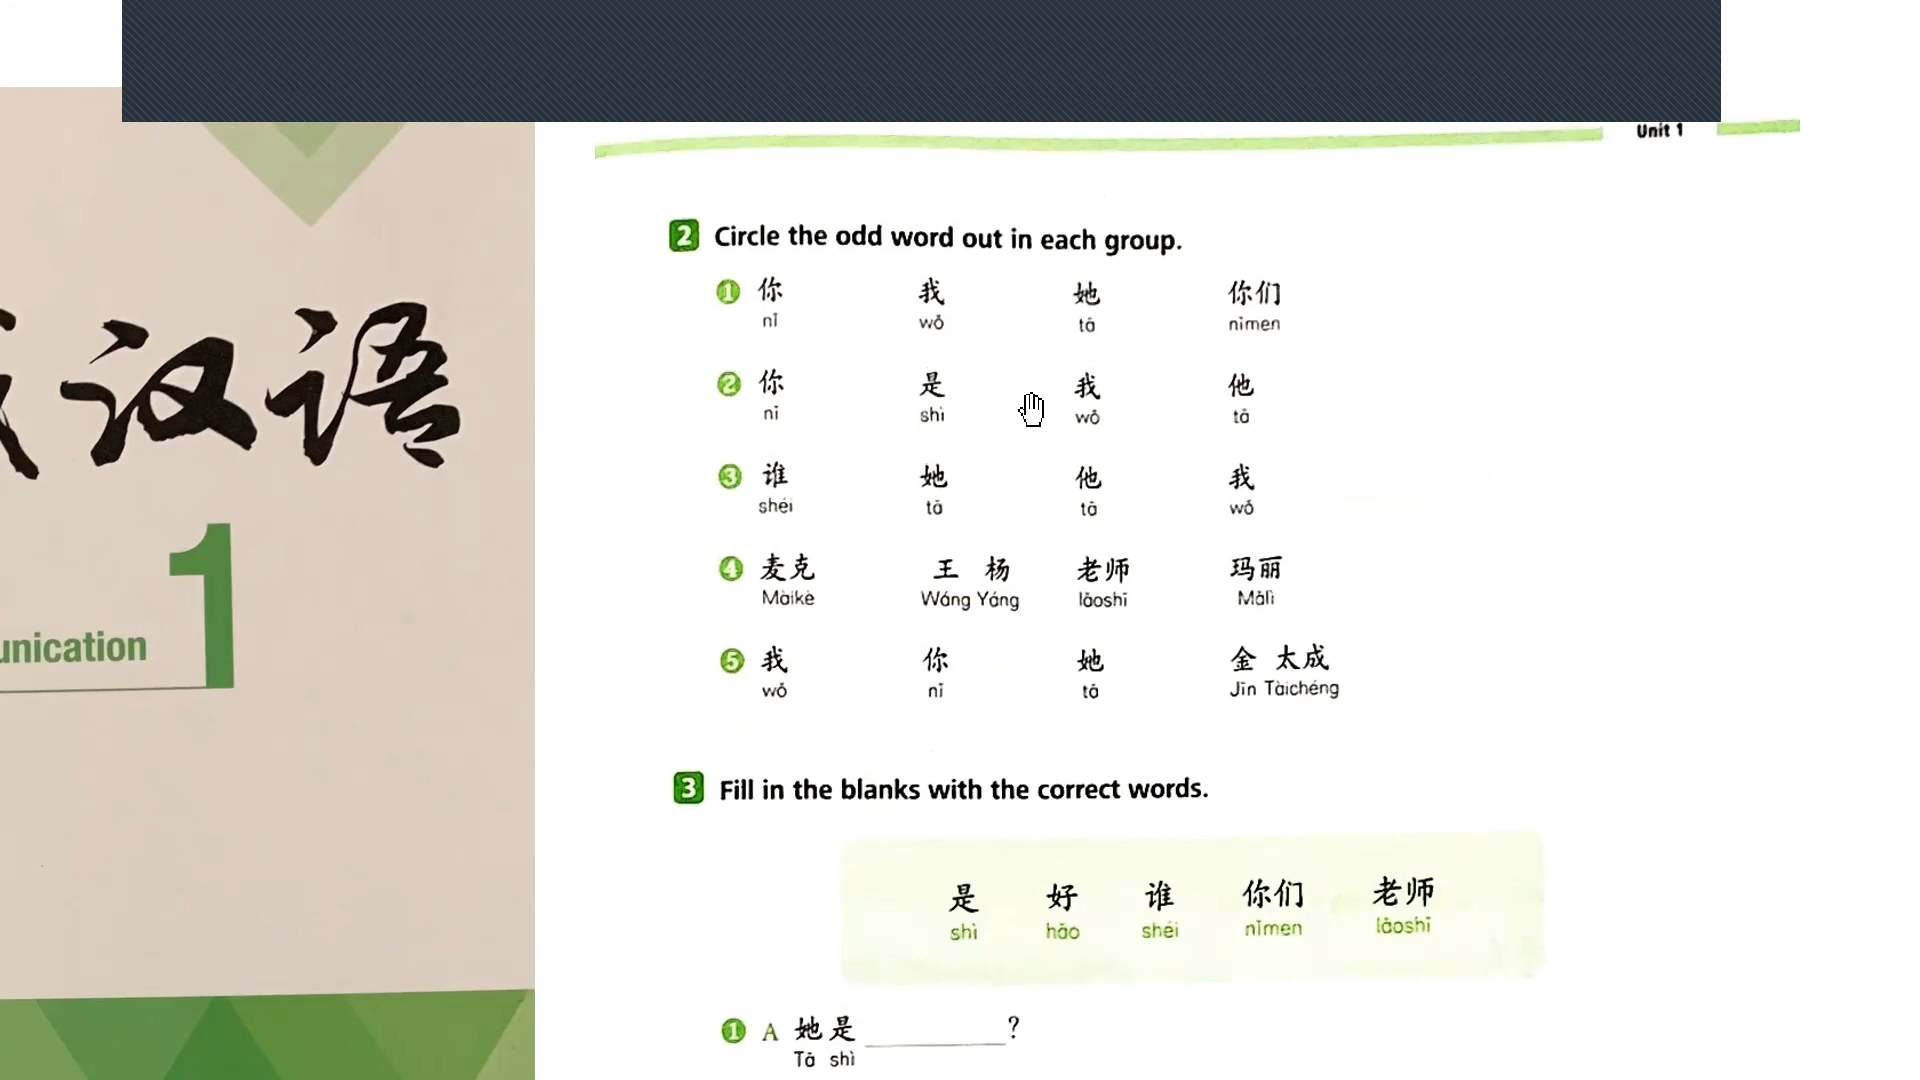 汉语
1
unication
Unit 1
2 Circle the odd word out in each group.
1 你 我 她 你们
nǐ wǒ tā nǐmen
2 你 是 我 他
nǐ shì wǒ tā
3 谁 她 他 我
shéi tā tā wǒ
4 麦克 王 杨 老师 玛丽
Màikè Wáng Yáng lǎoshī Mǎlì
5 我 你 她 金 太成
wǒ nǐ tā Jīn Tàichéng
3 Fill in the blanks with the correct words.
是 好 谁 你们 老师
shì hǎo shéi nǐmen lǎoshī
1 A 她是 ?
Tā shì